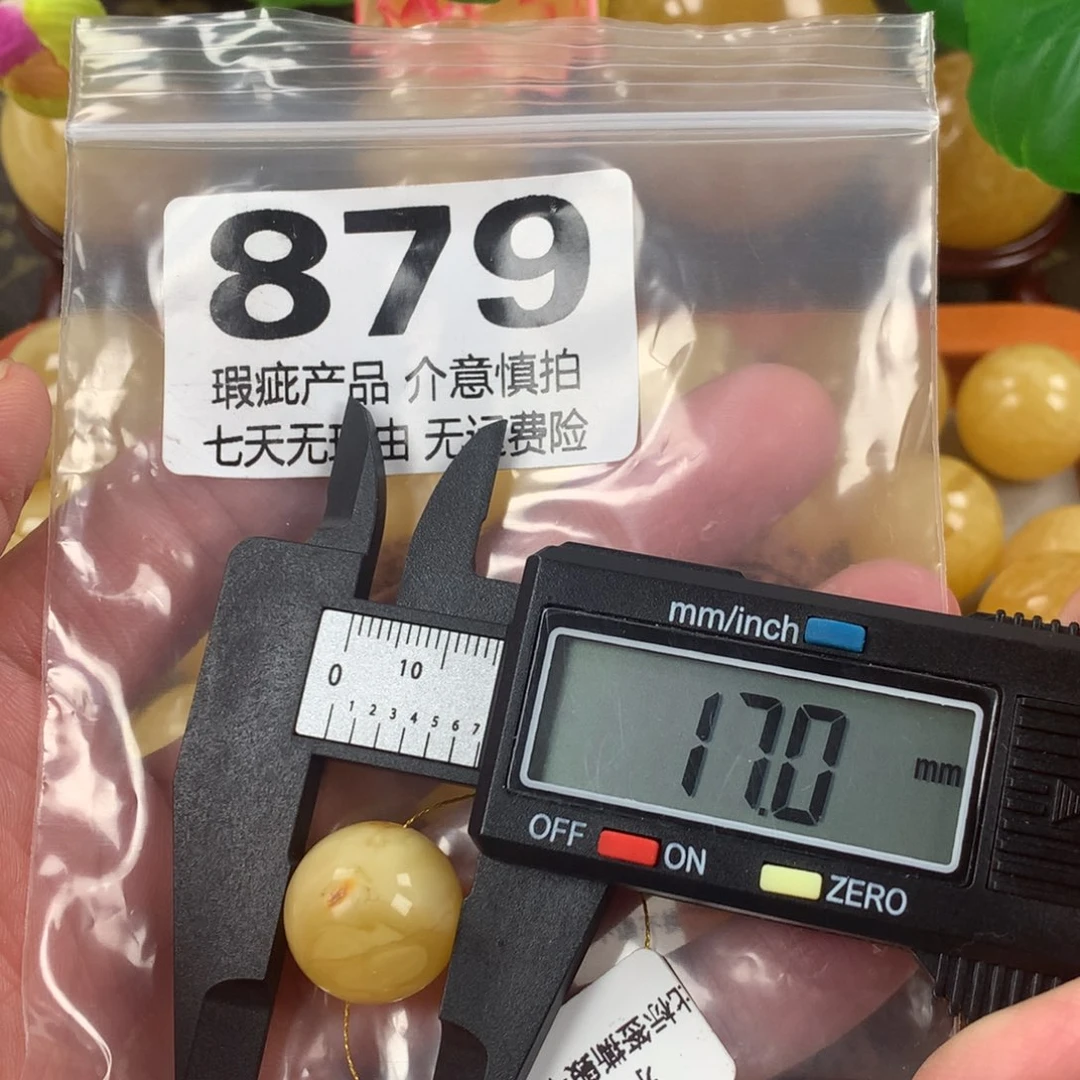 879
瑕疵产品 介意慎拍
七天无理由 无运费险
mm/inch
0 10
1 2 3 4 5 6 7
17.0 mm
OFF ON ZERO